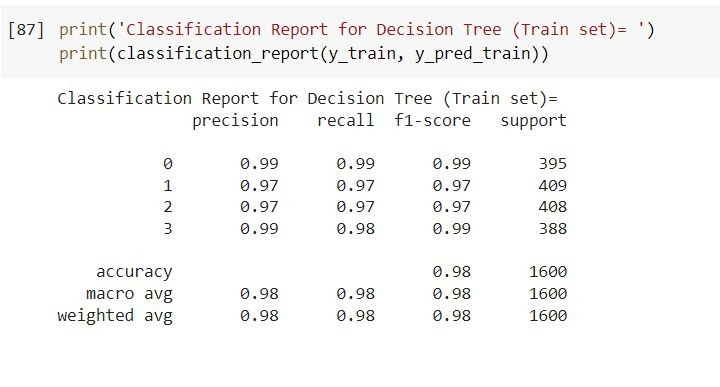 [87] print('Classification Report for Decision Tree (Train set)= ')
print(classification_report(y_train, y_pred_train))
Classification Report for Decision Tree (Train set)=
precision recall f1-score support
0 0.99 0.99 0.99 395
1 0.97 0.97 0.97 409
2 0.97 0.97 0.97 408
3 0.99 0.98 0.99 388
accuracy 0.98 1600
macro avg 0.98 0.98 0.98 1600
weighted avg 0.98 0.98 0.98 1600